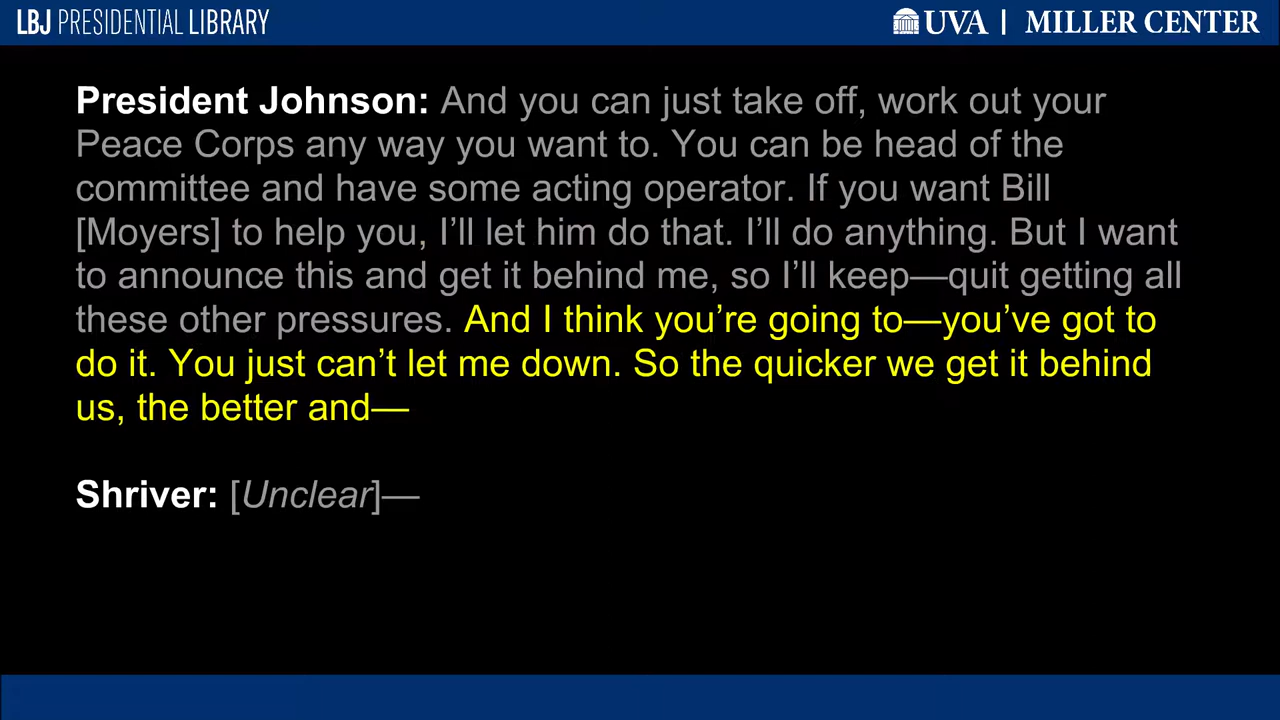 LBJ PRESIDENTIAL LIBRARY
UVA | MILLER CENTER
President Johnson: And you can just take off, work out your
Peace Corps any way you want to. You can be head of the
committee and have some acting operator. If you want Bill
[Moyers] to help you, I’ll let him do that. I’ll do anything. But I want
to announce this and get it behind me, so I’ll keep—quit getting all
these other pressures. And I think you’re going to—you’ve got to
do it. You just can’t let me down. So the quicker we get it behind
us, the better and—
Shriver: [Unclear]—